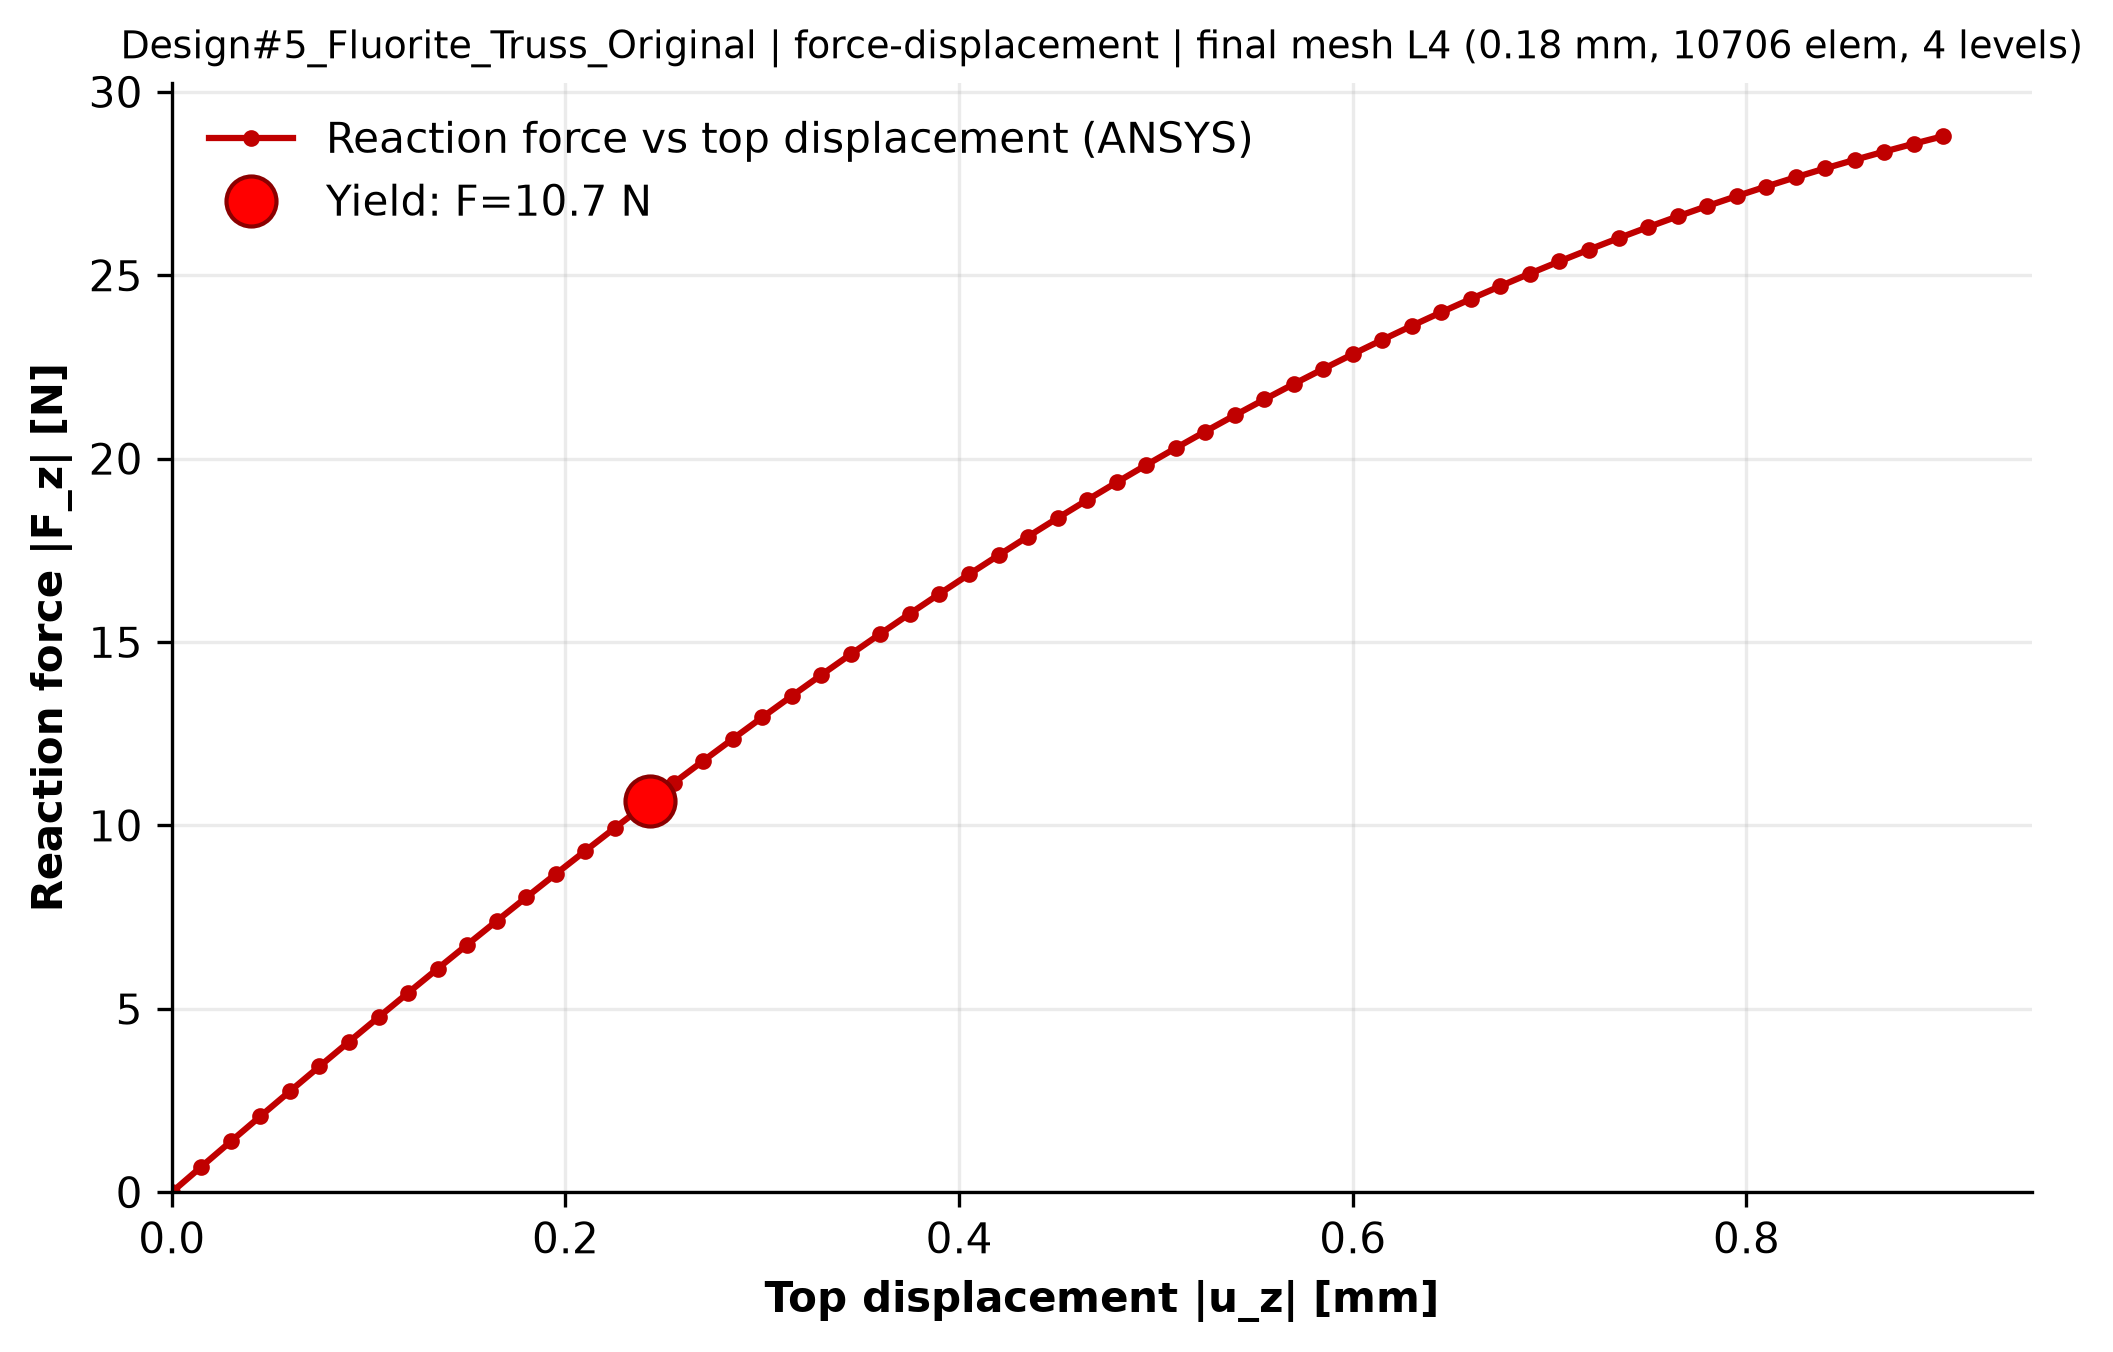 Design#5_Fluorite_Truss_Original | force-displacement | final mesh L4 (0.18 mm, 10706 elem, 4 levels)
Reaction force vs top displacement (ANSYS)
Yield: F=10.7 N
Reaction force |F_z| [N]
30
25
20
15
10
5
0
0.0 0.2 0.4 0.6 0.8
Top displacement |u_z| [mm]